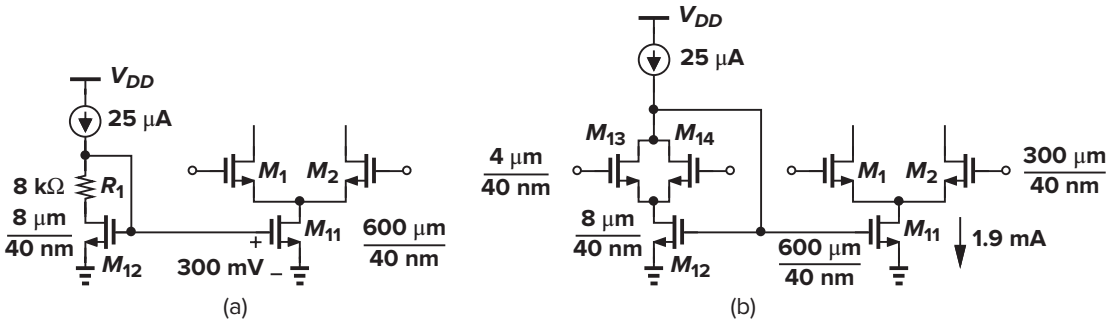 V_DD
25 μA
8 kΩ R_1
8 μm
40 nm
M_12
M_1 M_2
M_11
600 μm
40 nm
+
300 mV –
(a)
V_DD
25 μA
M_13 M_14
4 μm
40 nm
8 μm
40 nm
M_12
M_1 M_2
300 μm
40 nm
M_11
600 μm
40 nm
1.9 mA
(b)